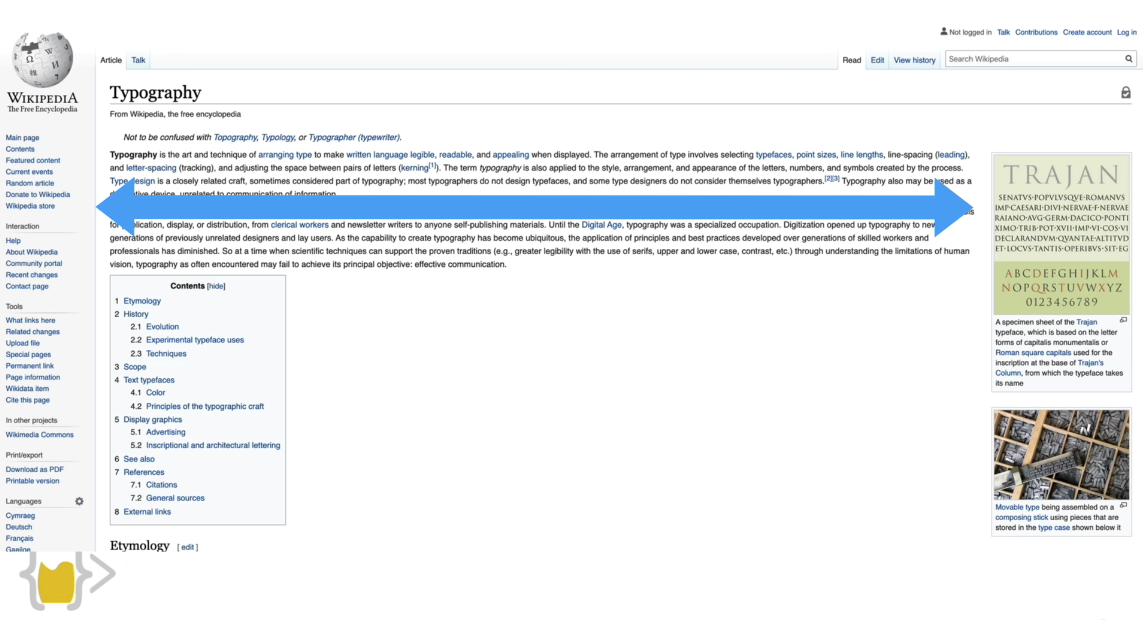 Not logged in Talk Contributions Create account Log in
Article Talk
Read Edit View history Search Wikipedia
WIKIPEDIA
The Free Encyclopedia
Main page
Contents
Featured content
Current events
Random article
Donate to Wikipedia
Wikipedia store
Interaction
Help
About Wikipedia
Community portal
Recent changes
Contact page
Tools
What links here
Related changes
Upload file
Special pages
Permanent link
Page information
Wikidata item
Cite this page
In other projects
Wikimedia Commons
Print/export
Download as PDF
Printable version
Languages
Cymraeg
Deutsch
Français
Gaeilge
Typography
From Wikipedia, the free encyclopedia
Not to be confused with Topography, Typology, or Typographer (typewriter).
Typography is the art and technique of arranging type to make written language legible, readable, and appealing when displayed. The arrangement of type involves selecting typefaces, point sizes, line lengths, line-spacing (leading),
and letter-spacing (tracking), and adjusting the space between pairs of letters (kerning[1]). The term typography is also applied to the style, arrangement, and appearance of the letters, numbers, and symbols created by the process.
Type design is a closely related craft, sometimes considered part of typography; most typographers do not design typefaces, and some type designers do not consider themselves typographers.[2][3] Typography also may be used as a
device, unrelated to communication of information.
for publication, display, or distribution, from clerical workers and newsletter writers to anyone self-publishing materials. Until the Digital Age, typography was a specialized occupation. Digitization opened up typography to new
generations of previously unrelated designers and lay users. As the capability to create typography has become ubiquitous, the application of principles and best practices developed over generations of skilled workers and
professionals has diminished. So at a time when scientific techniques can support the proven traditions (e.g., greater legibility with the use of serifs, upper and lower case, contrast, etc.) through understanding the limitations of human
vision, typography as often encountered may fail to achieve its principal objective: effective communication.
Contents [hide]
1 Etymology
2 History
2.1 Evolution
2.2 Experimental typeface uses
2.3 Techniques
3 Scope
4 Text typefaces
4.1 Color
4.2 Principles of the typographic craft
5 Display graphics
5.1 Advertising
5.2 Inscriptional and architectural lettering
6 See also
7 References
7.1 Citations
7.2 General sources
8 External links
Etymology [ edit ]
TRAJAN
SENATVS·POPVLVSQVE·ROMANVS
IMP·CAESARI·DIVI·NERVAE·F·NERVAE
RAIANO·AVG·GERM·DACICO·PONTI
XIMO·TRIB·POT·XVII·IMP·VI·COS·VI
DECLARANDVM·QVANTAE·ALTITVD
ET·LOCVS·TANTIS·OPERIBVS·SIT·EG
ABCDEFGHIJKLM
NOPQRSTUVWXYZ
0123456789
A specimen sheet of the Trajan
typeface, which is based on the letter
forms of capitalis monumentalis or
Roman square capitals used for the
inscription at the base of Trajan's
Column, from which the typeface takes
its name
Movable type being assembled on a
composing stick using pieces that are
stored in the type case shown below it